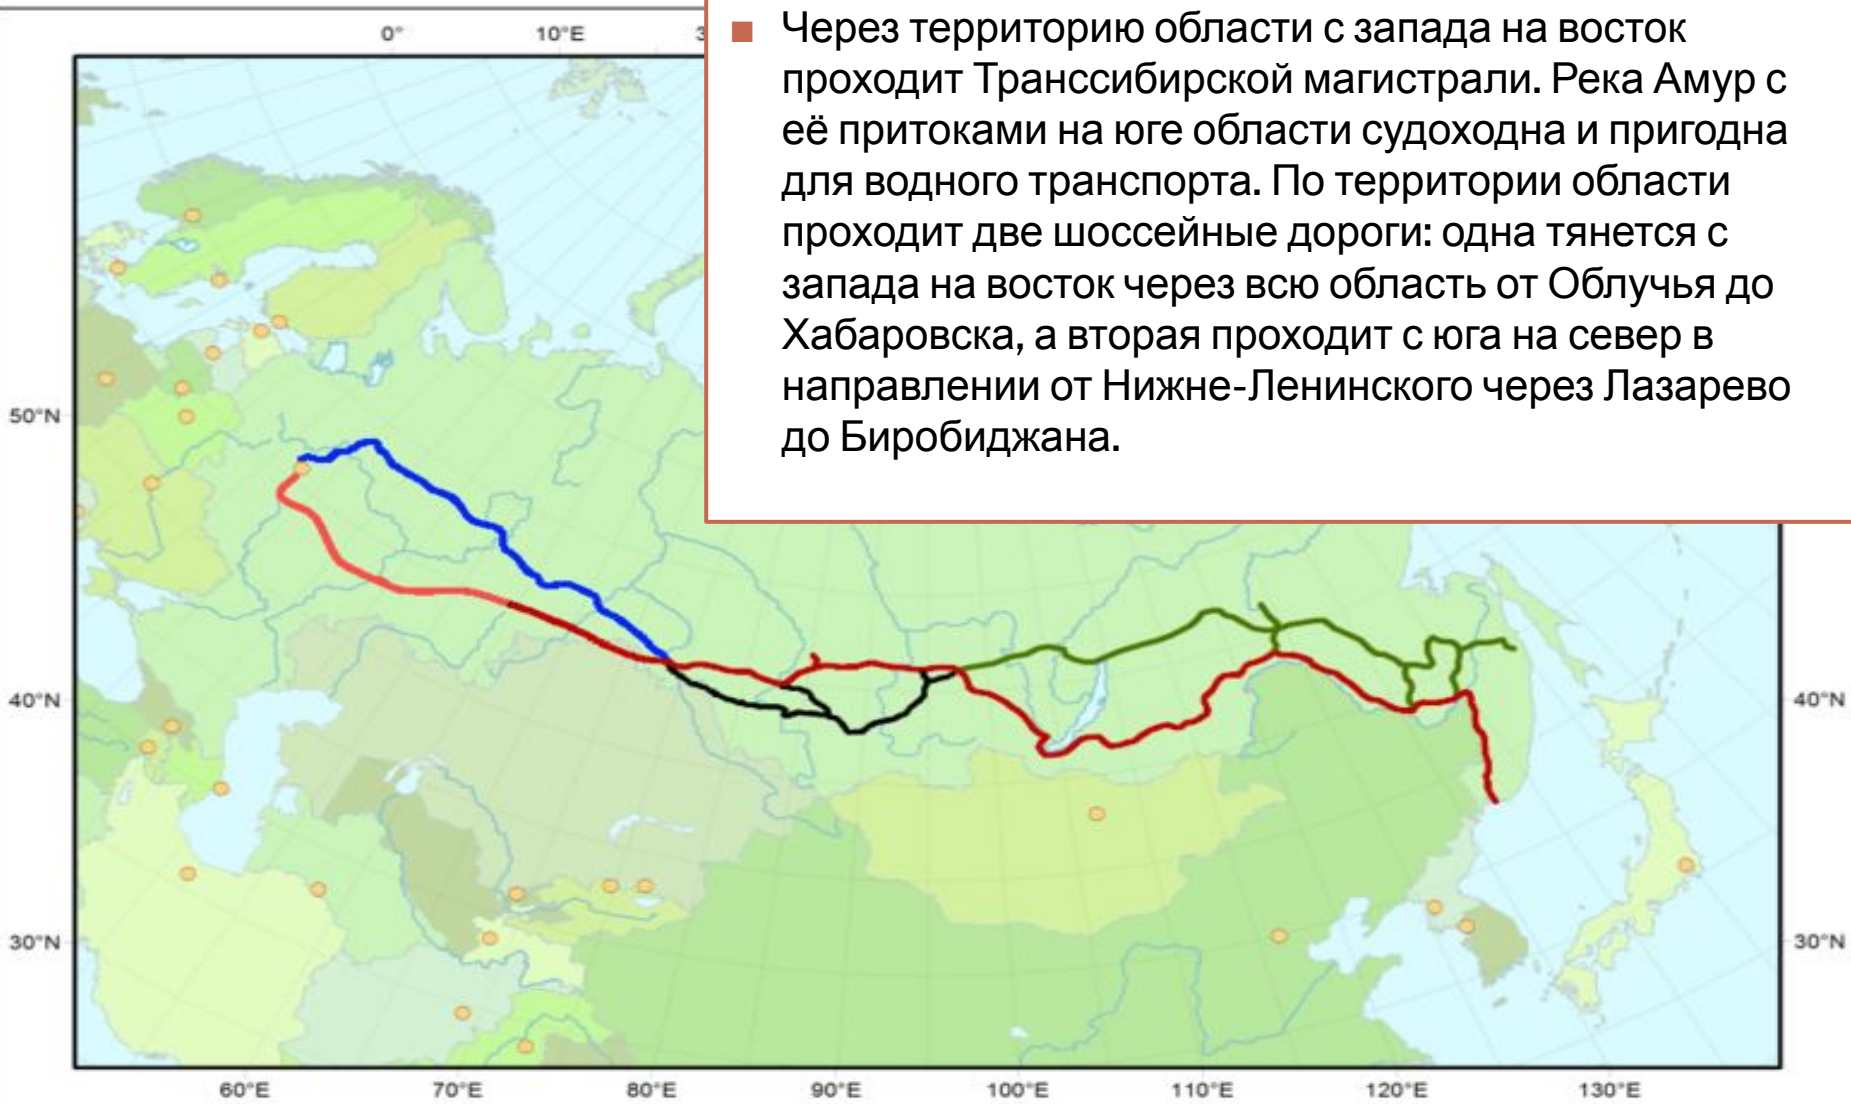 0°
10°E
■ Через территорию области с запада на восток
проходит Транссибирской магистрали. Река Амур с
её притоками на юге области судоходна и пригодна
для водного транспорта. По территории области
проходит две шоссейные дороги: одна тянется с
запада на восток через всю область от Облучья до
Хабаровска, а вторая проходит с юга на север в
направлении от Нижне-Ленинского через Лазарево
до Биробиджана.
50°N
40°N
40°N
30°N
30°N
60°E
70°E
80°E
90°E
100°E
110°E
120°E
130°E